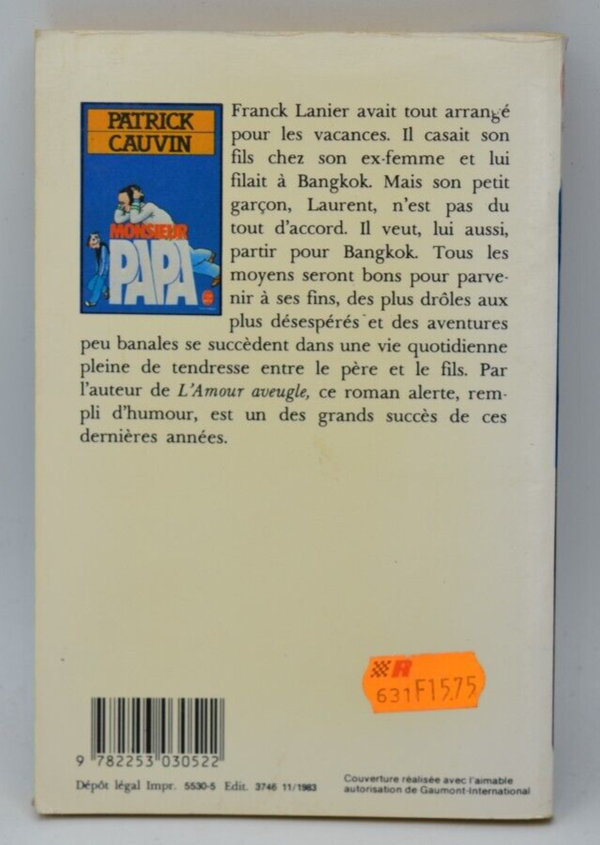 PATRICK
CAUVIN
MONSIEUR
PAPA
Franck Lanier avait tout arrangé
pour les vacances. Il casait son
fils chez son ex-femme et lui
filait à Bangkok. Mais son petit
garçon, Laurent, n'est pas du
tout d'accord. Il veut, lui aussi,
partir pour Bangkok. Tous les
moyens seront bons pour parve-
nir à ses fins, des plus drôles aux
plus désespérés et des aventures
peu banales se succèdent dans une vie quotidienne
pleine de tendresse entre le père et le fils. Par
l'auteur de L'Amour aveugle, ce roman alerte, rem-
pli d'humour, est un des grands succès de ces
dernières années.
R
631 F15.75
9 782253 030522
Dépôt légal Impr. 5530-5 Edit. 3746 11/1983
Couverture réalisée avec l'aimable
autorisation de Gaumont-International